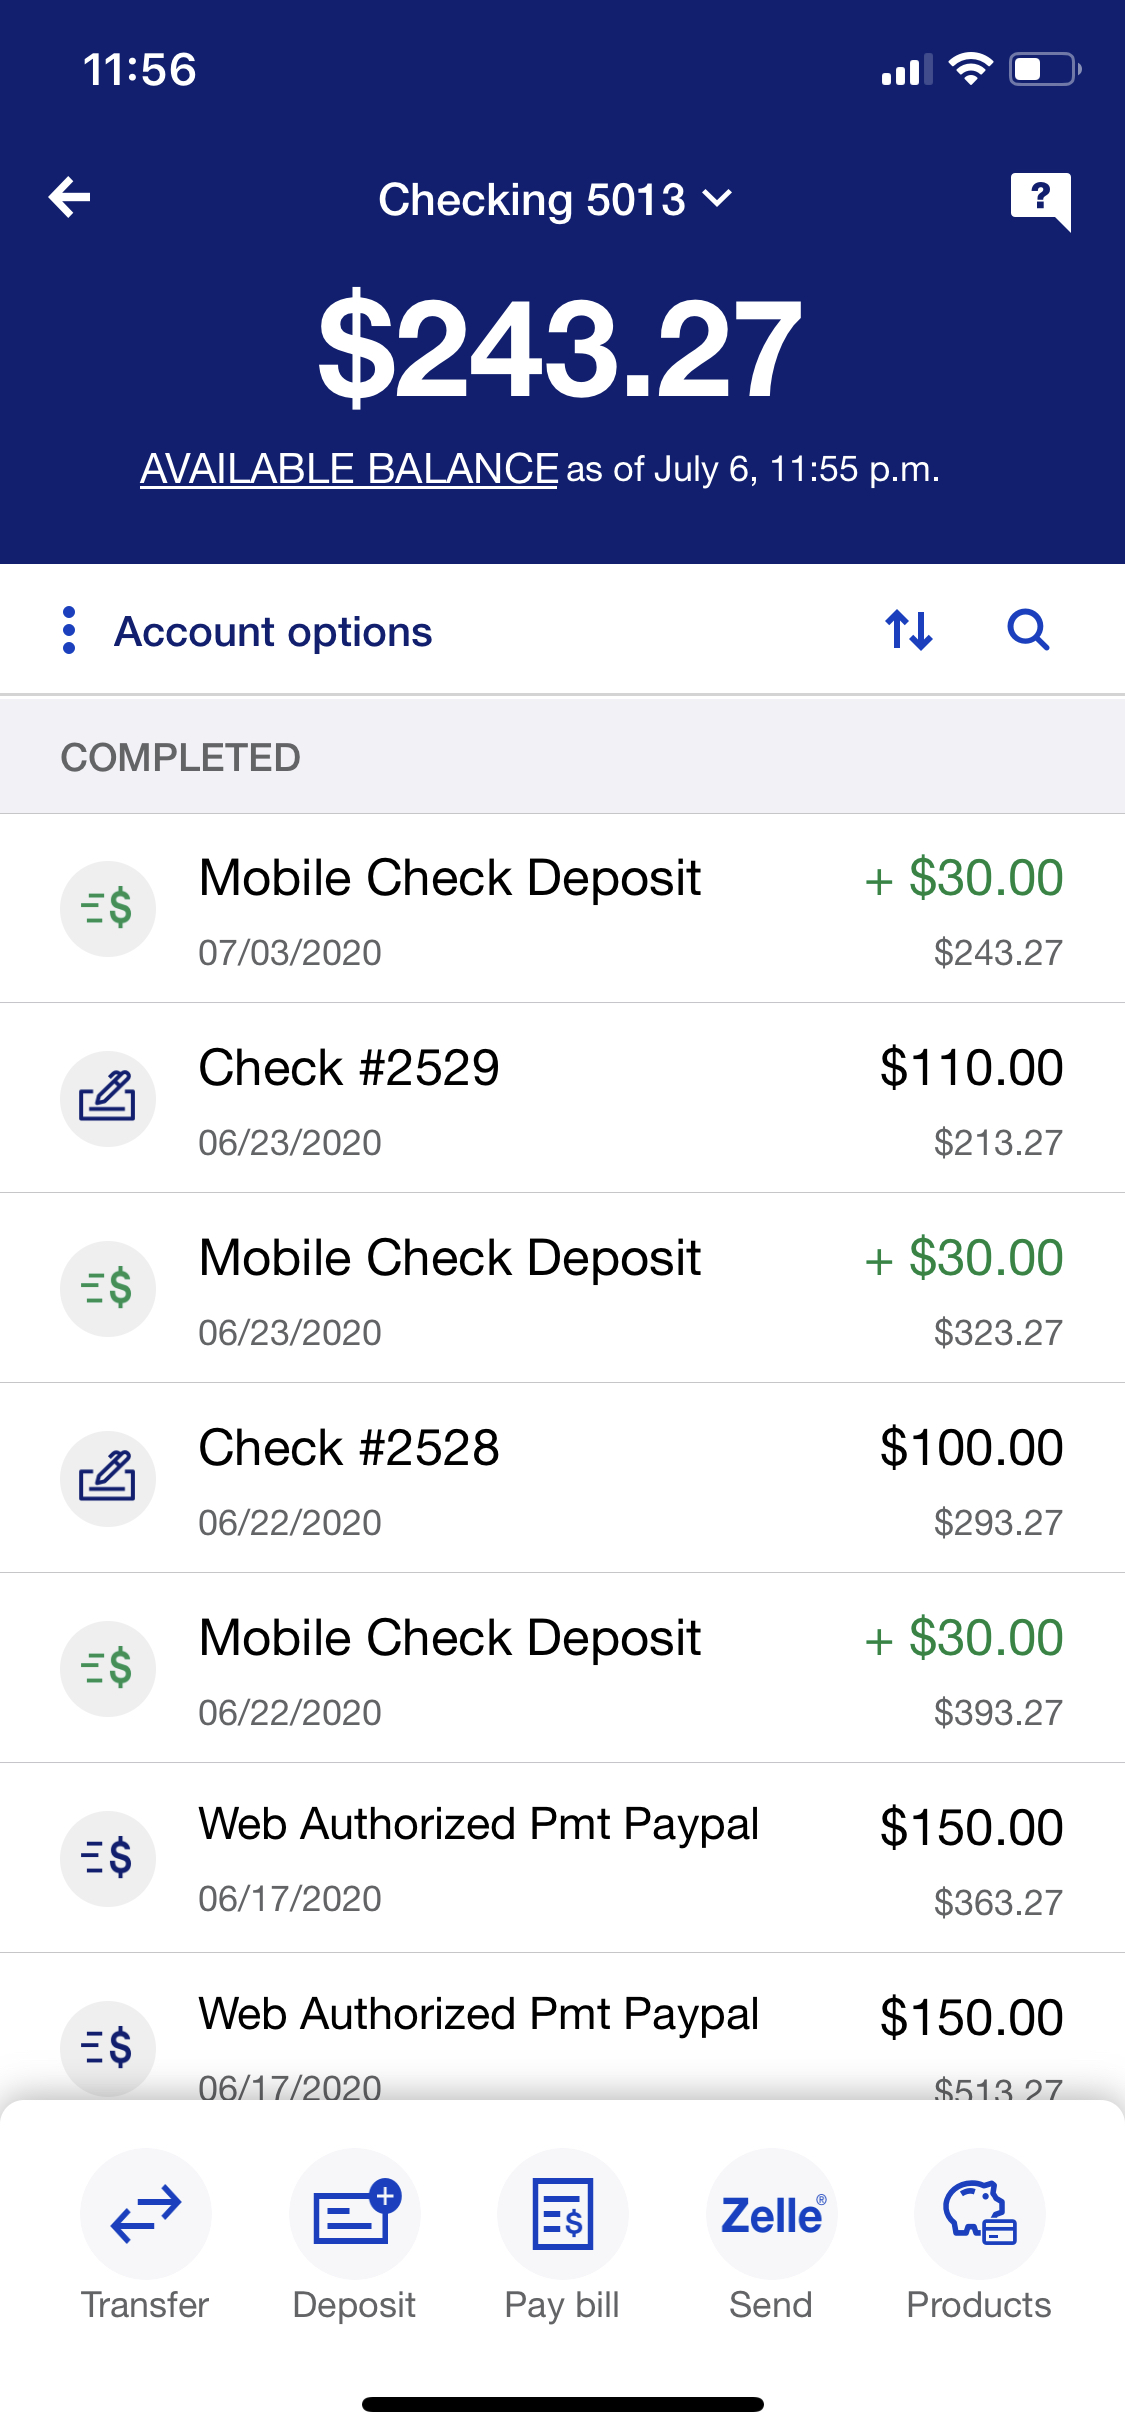 11:56
Checking 5013
?
$243.27
AVAILABLE BALANCE as of July 6, 11:55 p.m.
Account options
COMPLETED
Mobile Check Deposit + $30.00
07/03/2020 $243.27
Check #2529 $110.00
06/23/2020 $213.27
Mobile Check Deposit + $30.00
06/23/2020 $323.27
Check #2528 $100.00
06/22/2020 $293.27
Mobile Check Deposit + $30.00
06/22/2020 $393.27
Web Authorized Pmt Paypal $150.00
06/17/2020 $363.27
Web Authorized Pmt Paypal $150.00
06/17/2020 $513.27
Zelle®
Transfer Deposit Pay bill Send Products